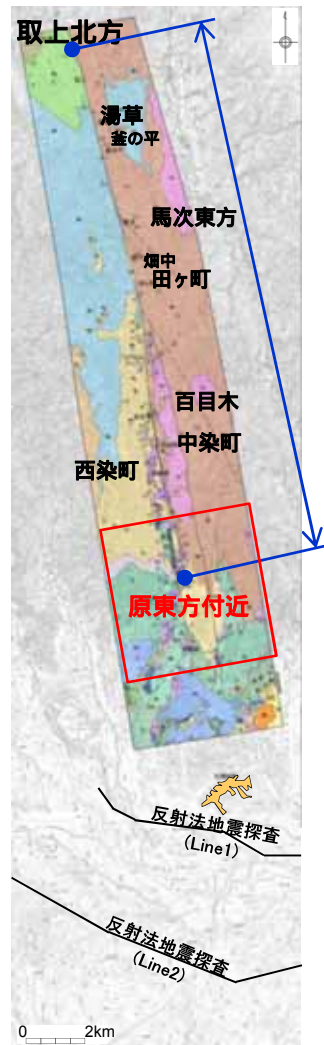 取上北方
湯草
釜の平
馬次東方
畑中
田ヶ町
百目木
中染町
西染町
原東方付近
反射法地震探査
(Line1)
反射法地震探査
(Line2)
0
2km